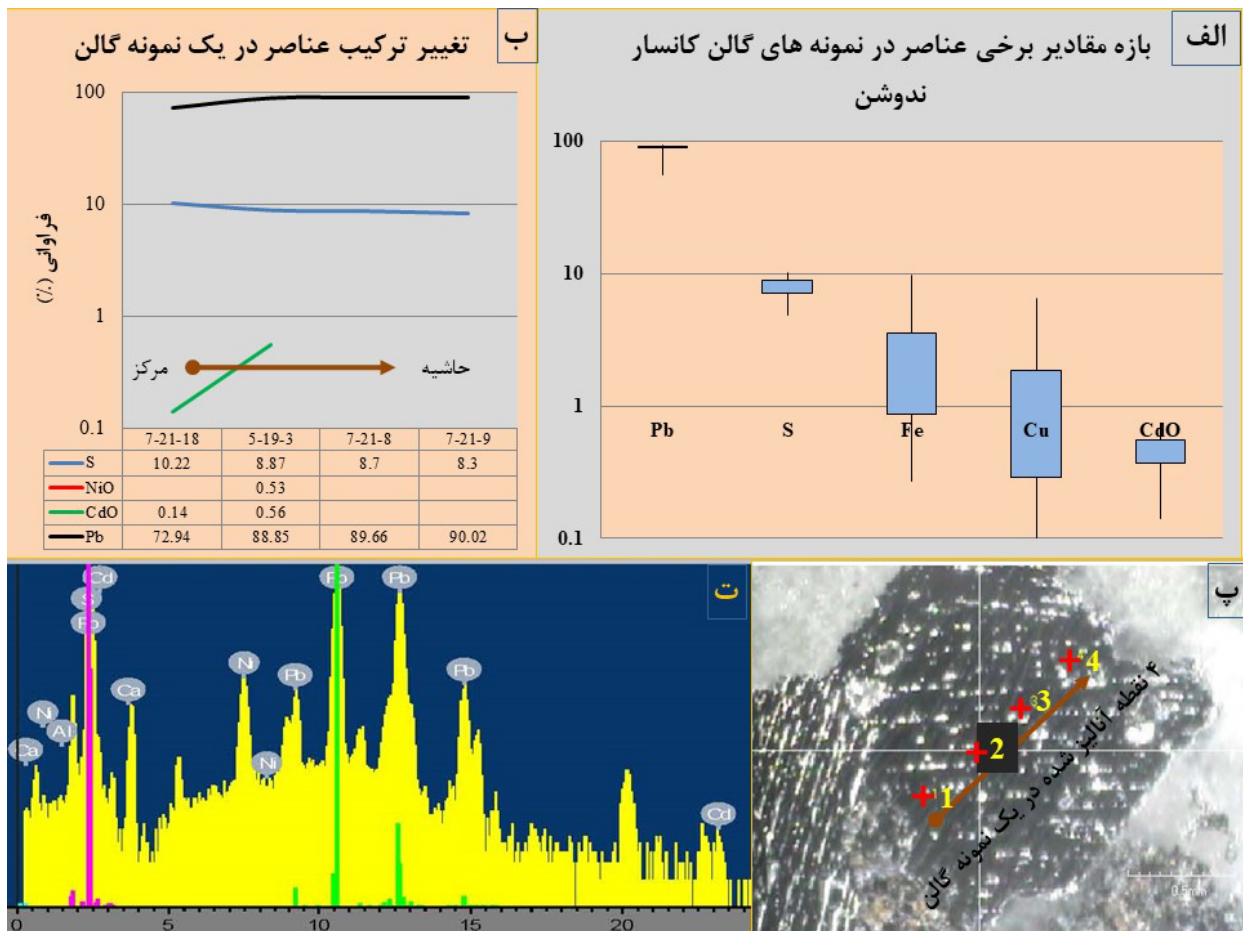 الف
بازه مقادیر برخی عناصر در نمونه های گالن کانسار
ندوشن
100
10
1
0.1
Pb S Fe Cu CdO
ب
تغییر ترکیب عناصر در یک نمونه گالن
فراوانی (٪)
100
10
1
0.1
مرکز
حاشیه
7-21-18 5-19-3 7-21-8 7-21-9
S 10.22 8.87 8.7 8.3
NiO 0.53
CdO 0.14 0.56
Pb 72.94 88.85 89.66 90.02
پ
1
2
3
4
۴ نقطه آنالیز شده در یک نمونه گالن
0.5mm
ت
Cd
S
Pb
Ca
Ni
Al
Ca
Ni
Ni
Pb
Pb
Pb
Pb
Cd
0 5 10 15 20